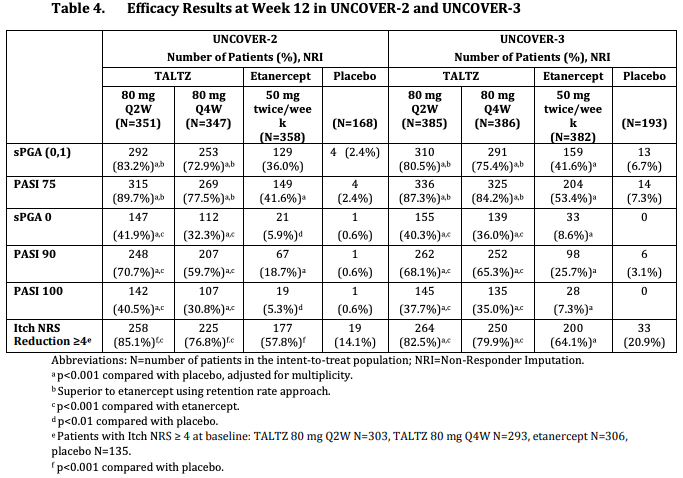 Table 4. Efficacy Results at Week 12 in UNCOVER-2 and UNCOVER-3
UNCOVER-2 UNCOVER-3
Number of Patients (%), NRI Number of Patients (%), NRI
TALTZ Etanercept Placebo TALTZ Etanercept Placebo
80 mg 80 mg 50 mg 80 mg 80 mg 50 mg
Q2W Q4W twice/wee Q2W Q4W twice/wee
(N=351) (N=347) k (N=168) (N=385) (N=386) k (N=193)
(N=358) (N=382)
sPGA (0,1) 292 253 129 4 (2.4%) 310 291 159 13
(83.2%)a,b (72.9%)a,b (36.0%) (80.5%)a,b (75.4%)a,b (41.6%)a (6.7%)
PASI 75 315 269 149 4 336 325 204 14
(89.7%)a,b (77.5%)a,b (41.6%)a (2.4%) (87.3%)a,b (84.2%)a,b (53.4%)a (7.3%)
sPGA 0 147 112 21 1 155 139 33 0
(41.9%)a,c (32.3%)a,c (5.9%)d (0.6%) (40.3%)a,c (36.0%)a,c (8.6%)a
PASI 90 248 207 67 1 262 252 98 6
(70.7%)a,c (59.7%)a,c (18.7%)a (0.6%) (68.1%)a,c (65.3%)a,c (25.7%)a (3.1%)
PASI 100 142 107 19 1 145 135 28 0
(40.5%)a,c (30.8%)a,c (5.3%)d (0.6%) (37.7%)a,c (35.0%)a,c (7.3%)a
Itch NRS 258 225 177 19 264 250 200 33
Reduction ≥4e (85.1%)f,c (76.8%)f,c (57.8%)f (14.1%) (82.5%)a,c (79.9%)a,c (64.1%)a (20.9%)
Abbreviations: N=number of patients in the intent-to-treat population; NRI=Non-Responder Imputation.
a p<0.001 compared with placebo, adjusted for multiplicity.
b Superior to etanercept using retention rate approach.
c p<0.001 compared with etanercept.
d p<0.01 compared with placebo.
e Patients with Itch NRS ≥ 4 at baseline: TALTZ 80 mg Q2W N=303, TALTZ 80 mg Q4W N=293, etanercept N=306,
placebo N=135.
f p<0.001 compared with placebo.